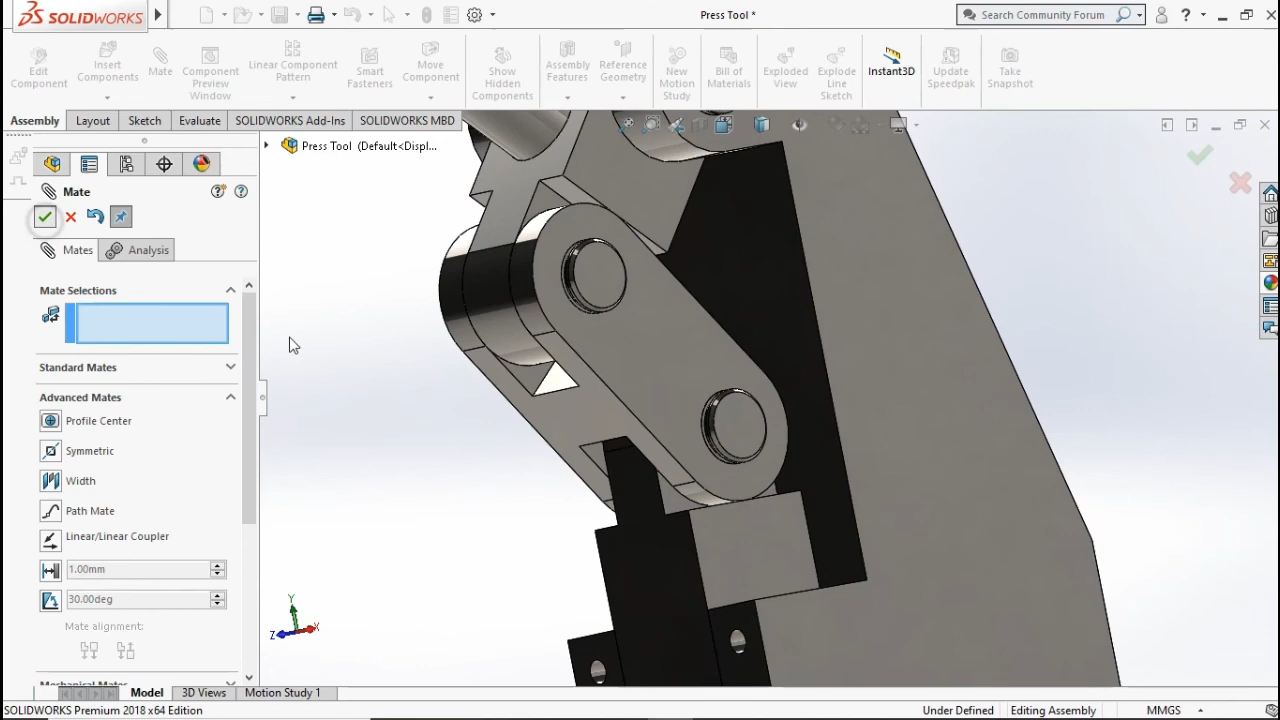 SOLIDWORKS
Press Tool *
Search Community Forum
Edit Component
Insert Components
Mate
Component Preview Window
Linear Component Pattern
Smart Fasteners
Move Component
Show Hidden Components
Assembly Features
Reference Geometry
New Motion Study
Bill of Materials
Exploded View
Explode Line Sketch
Instant3D
Update Speedpak
Take Snapshot
Assembly
Layout
Sketch
Evaluate
SOLIDWORKS Add-Ins
SOLIDWORKS MBD
Press Tool (Default<Displ...
Mate
Mates
Analysis
Mate Selections
Standard Mates
Advanced Mates
Profile Center
Symmetric
Width
Path Mate
Linear/Linear Coupler
1.00mm
30.00deg
Mate alignment:
Mechanical Mates
Y
Z
X
Model
3D Views
Motion Study 1
SOLIDWORKS Premium 2018 x64 Edition
Under Defined
Editing Assembly
MMGS